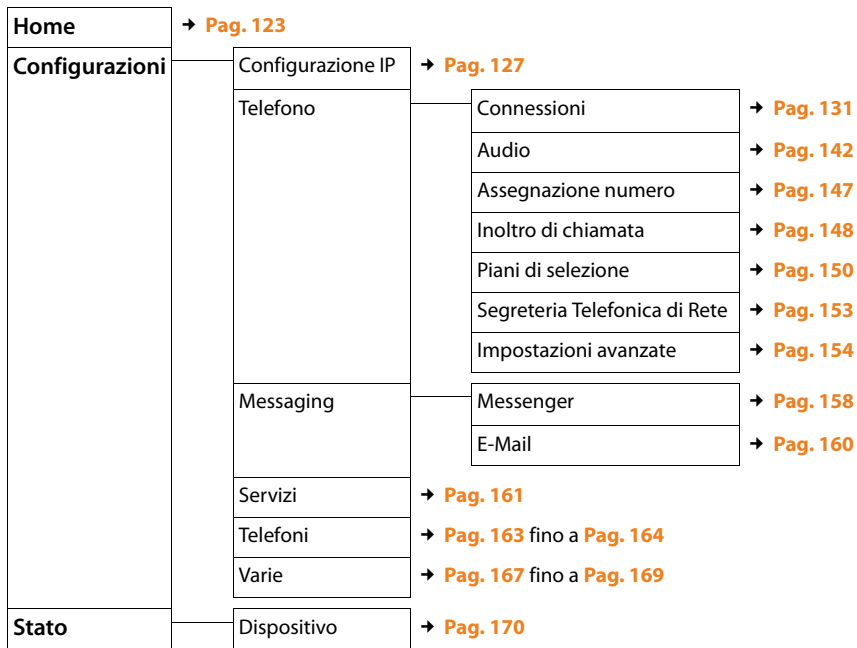 Home → Pag. 123
Configurazioni Configurazione IP → Pag. 127
Telefono Connessioni → Pag. 131
Audio → Pag. 142
Assegnazione numero → Pag. 147
Inoltro di chiamata → Pag. 148
Piani di selezione → Pag. 150
Segreteria Telefonica di Rete → Pag. 153
Impostazioni avanzate → Pag. 154
Messaging Messenger → Pag. 158
E-Mail → Pag. 160
Servizi → Pag. 161
Telefoni → Pag. 163 fino a Pag. 164
Varie → Pag. 167 fino a Pag. 169
Stato Dispositivo → Pag. 170